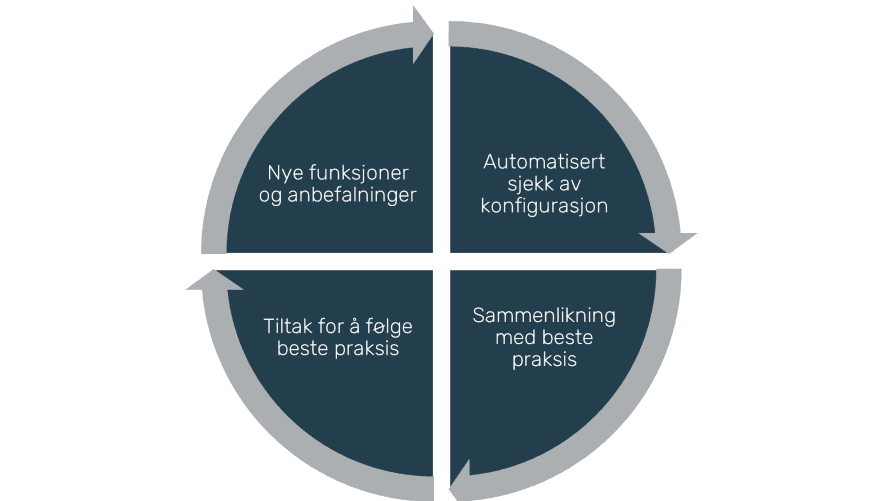 Nye funksjoner
og anbefalninger
Automatisert
sjekk av
konfigurasjon
Tiltak for å følge
beste praksis
Sammenlikning
med beste
praksis